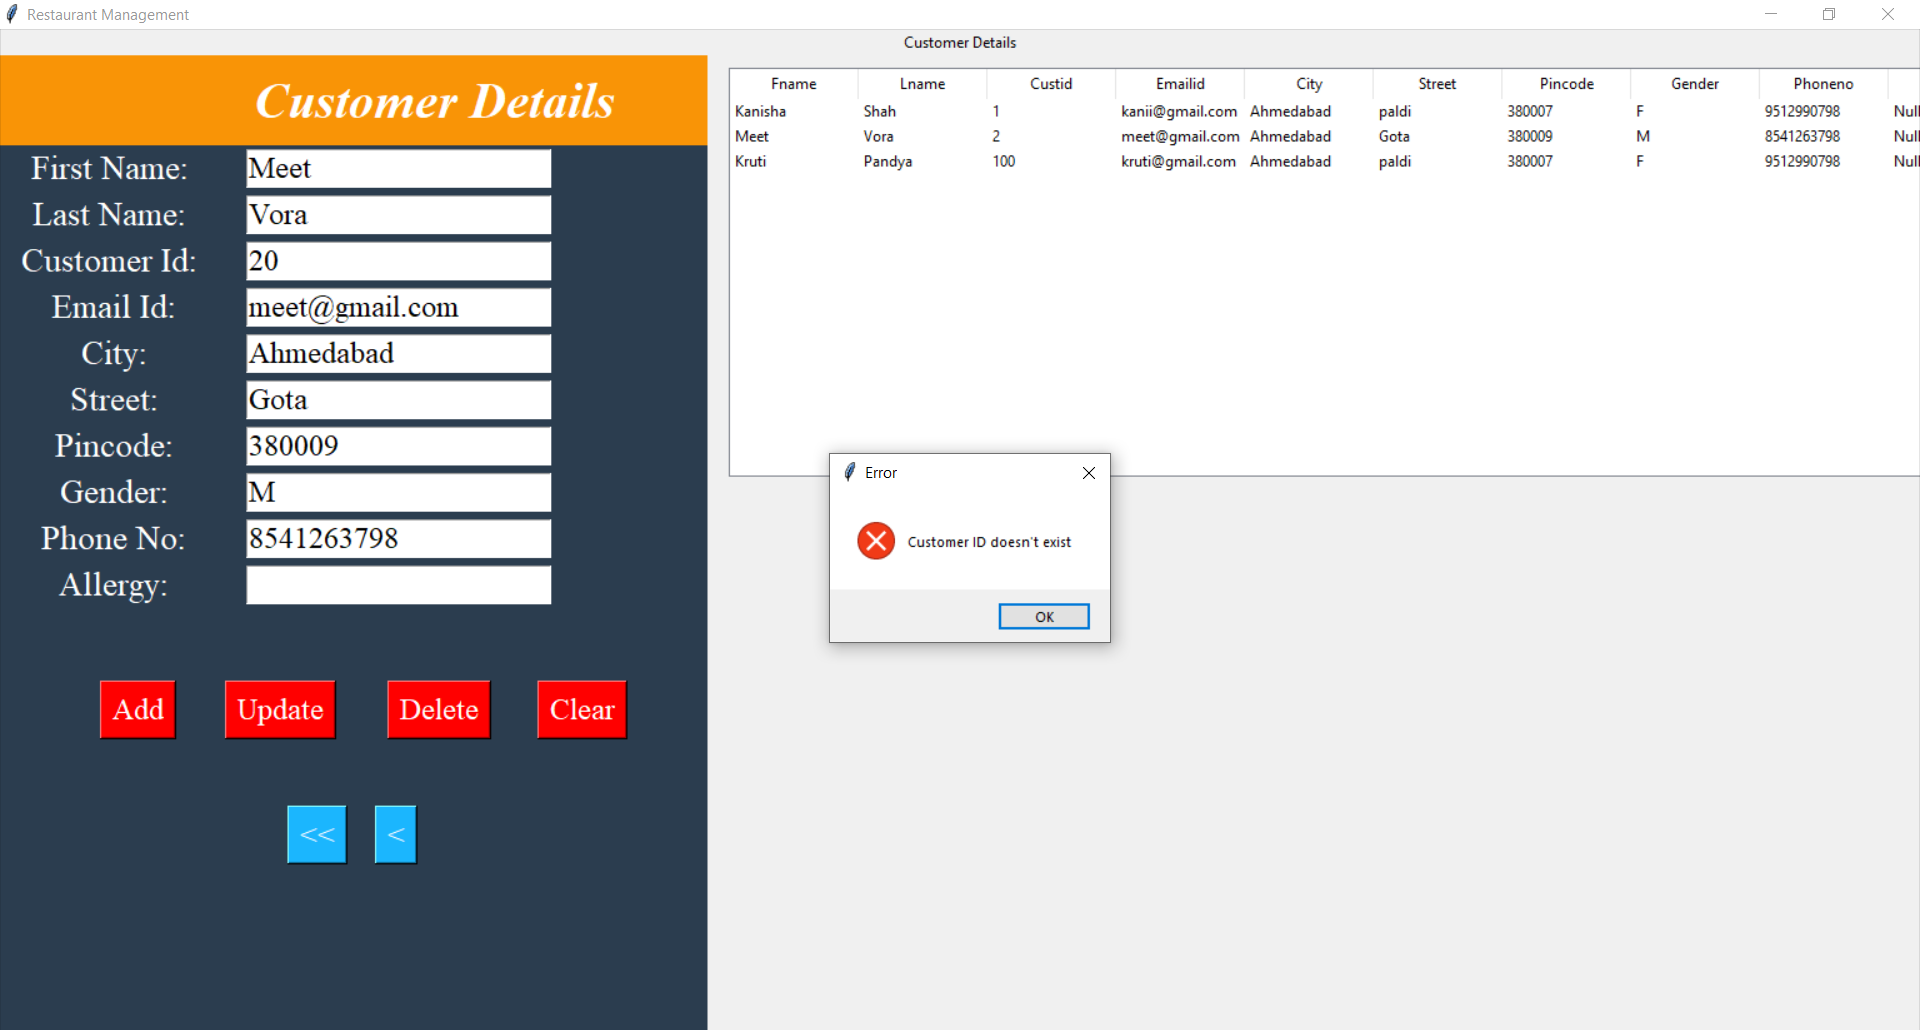 Restaurant Management
Customer Details
Customer Details
First Name: Meet
Last Name: Vora
Customer Id: 20
Email Id: meet@gmail.com
City: Ahmedabad
Street: Gota
Pincode: 380009
Gender: M
Phone No: 8541263798
Allergy:
Add Update Delete Clear
<< <
Fname Lname Custid Emailid City Street Pincode Gender Phoneno
Kanisha Shah 1 kanii@gmail.com Ahmedabad paldi 380007 F 9512990798 Null
Meet Vora 2 meet@gmail.com Ahmedabad Gota 380009 M 8541263798 Null
Kruti Pandya 100 kruti@gmail.com Ahmedabad paldi 380007 F 9512990798 Null
Error
Customer ID doesn't exist
OK